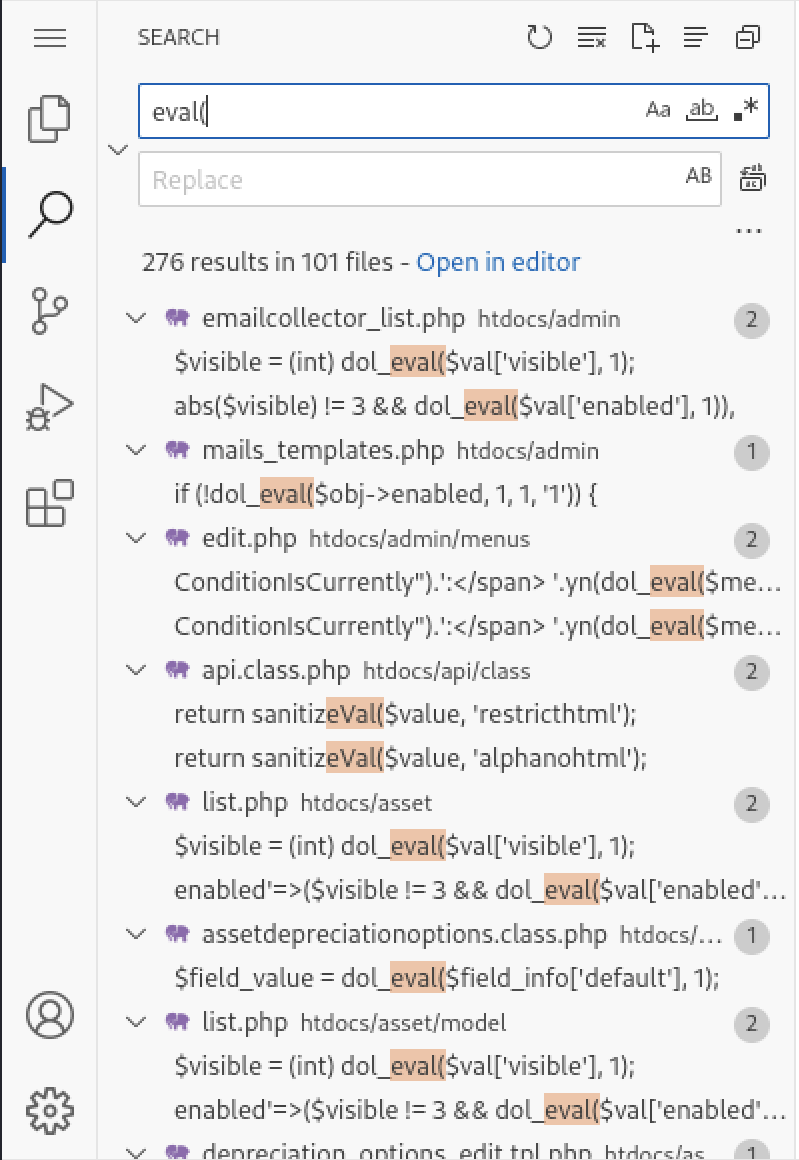 SEARCH
eval(
Aa ab .*
Replace
AB
...
276 results in 101 files - Open in editor
emailcollector_list.php htdocs/admin 2
$visible = (int) dol_eval($val['visible'], 1);
abs($visible) != 3 && dol_eval($val['enabled'], 1)),
mails_templates.php htdocs/admin 1
if (!dol_eval($obj->enabled, 1, 1, '1')) {
edit.php htdocs/admin/menus 2
ConditionIsCurrently").':</span> '.yn(dol_eval($me...
ConditionIsCurrently").':</span> '.yn(dol_eval($me...
api.class.php htdocs/api/class 2
return sanitizeVal($value, 'restricthtml');
return sanitizeVal($value, 'alphanohtml');
list.php htdocs/asset 2
$visible = (int) dol_eval($val['visible'], 1);
enabled'=>($visible != 3 && dol_eval($val['enabled'...
assetdepreciationoptions.class.php htdocs/... 1
$field_value = dol_eval($field_info['default'], 1);
list.php htdocs/asset/model 2
$visible = (int) dol_eval($val['visible'], 1);
enabled'=>($visible != 3 && dol_eval($val['enabled'...
depreciation_options_edit.tpl.php htdocs/as... 1